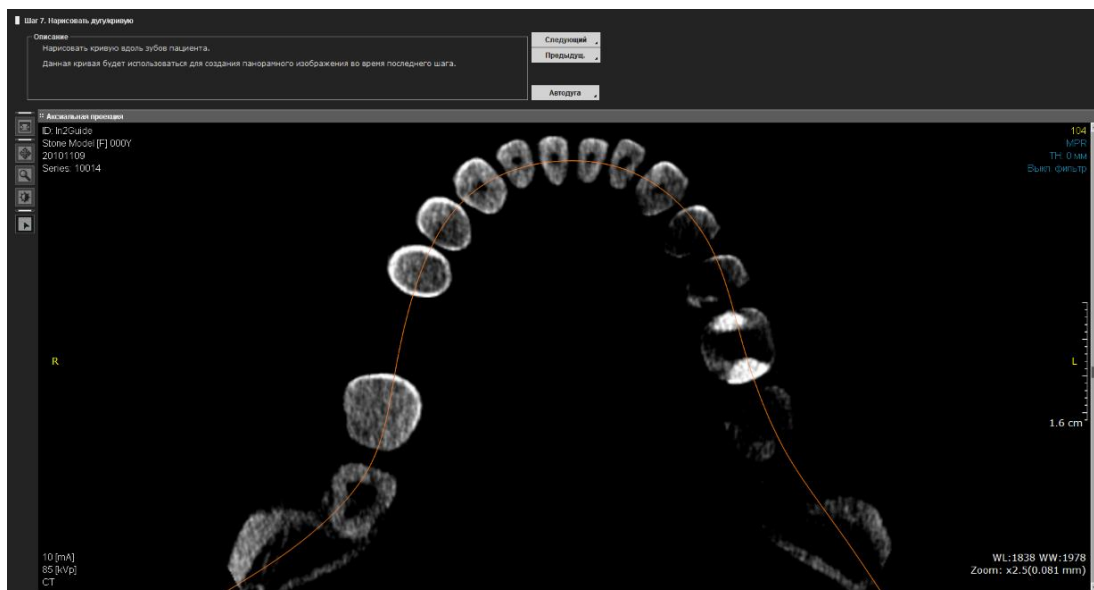 Шаг 7. Нарисовать дугу/кривую
Описание
Нарисовать кривую вдоль зубов пациента.
Данная кривая будет использоваться для создания панорамного изображения во время последнего шага.
Следующий
Предыдущ.
Автодуга
Аксиальная проекция
ID: In2Guide
Stone Model [F] 000Y
20101109
Series: 10014
104
MPR
TH: 0 мм
Выкл. фильтр
R
L
1.6 cm
10 [mA]
85 [kVp]
CT
WL:1838 WW:1978
Zoom: x2.5(0.081 mm)